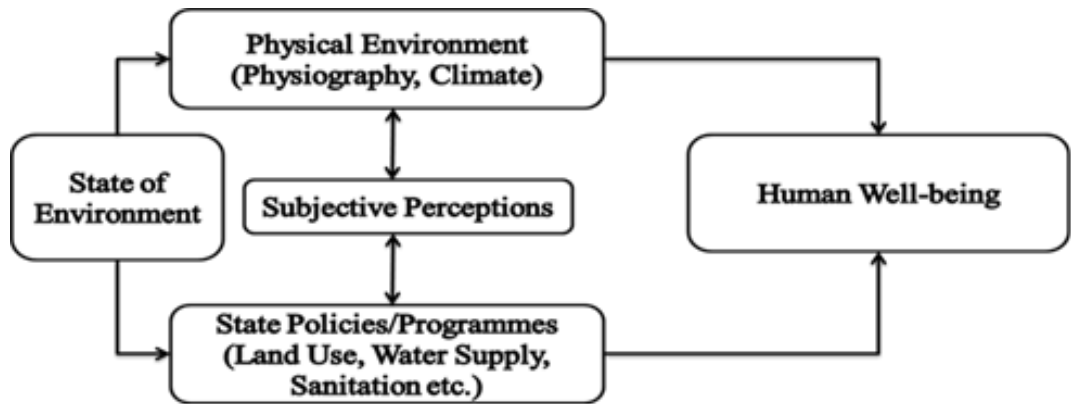 Physical Environment
(Physiography, Climate)
State of
Environment
Subjective Perceptions
Human Well-being
State Policies/Programmes
(Land Use, Water Supply,
Sanitation etc.)